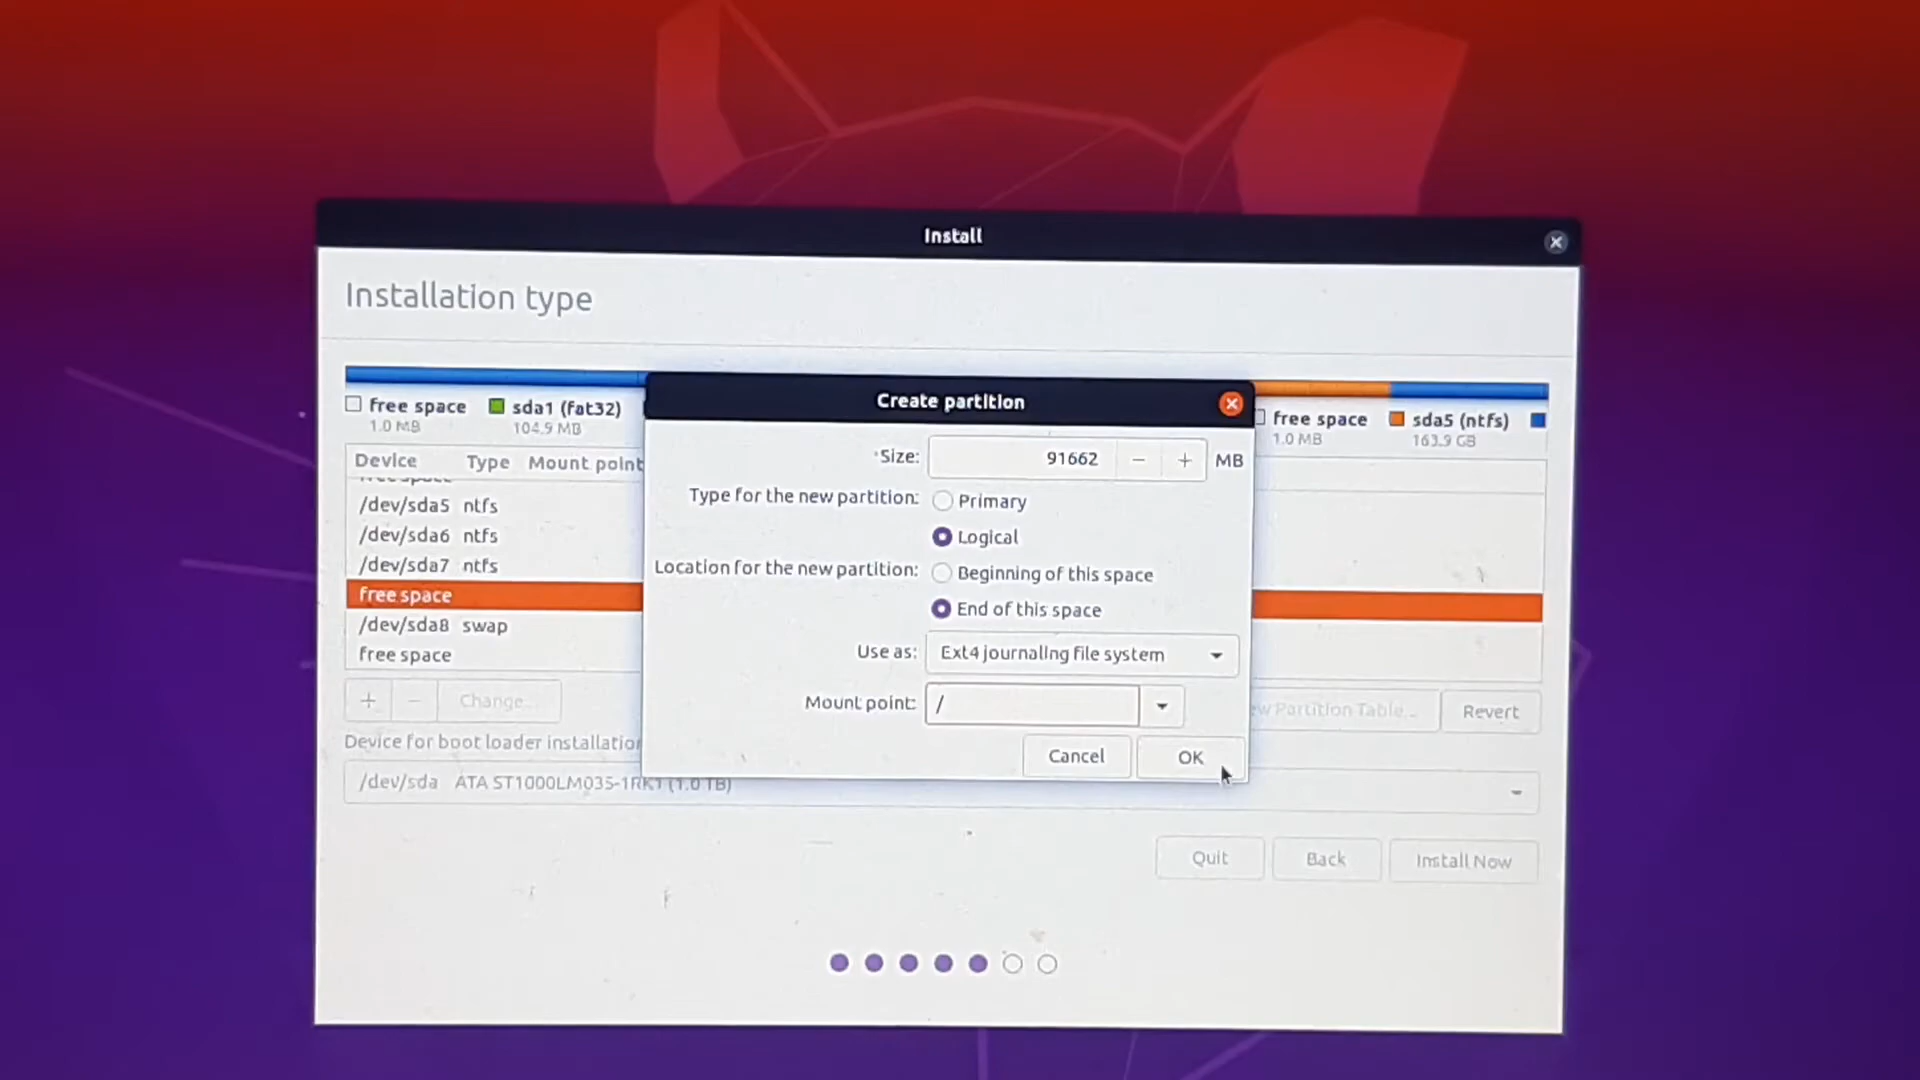 Install
Installation type
free space
1.0 MB
sda1 (fat32)
104.9 MB
free space
1.0 MB
sda5 (ntfs)
163.9 GB
Device Type Mount point
/dev/sda5 ntfs
/dev/sda6 ntfs
/dev/sda7 ntfs
free space
/dev/sda8 swap
free space
+ − Change...
Device for boot loader installation
/dev/sda ATA ST1000LM035-1RK1 (1.0 TB)
Create partition
Size: 91662 − + MB
Type for the new partition: Primary
Logical
Location for the new partition: Beginning of this space
End of this space
Use as: Ext4 journaling file system
Mount point: /
Cancel OK
Partition Table... Revert
Quit Back Install Now